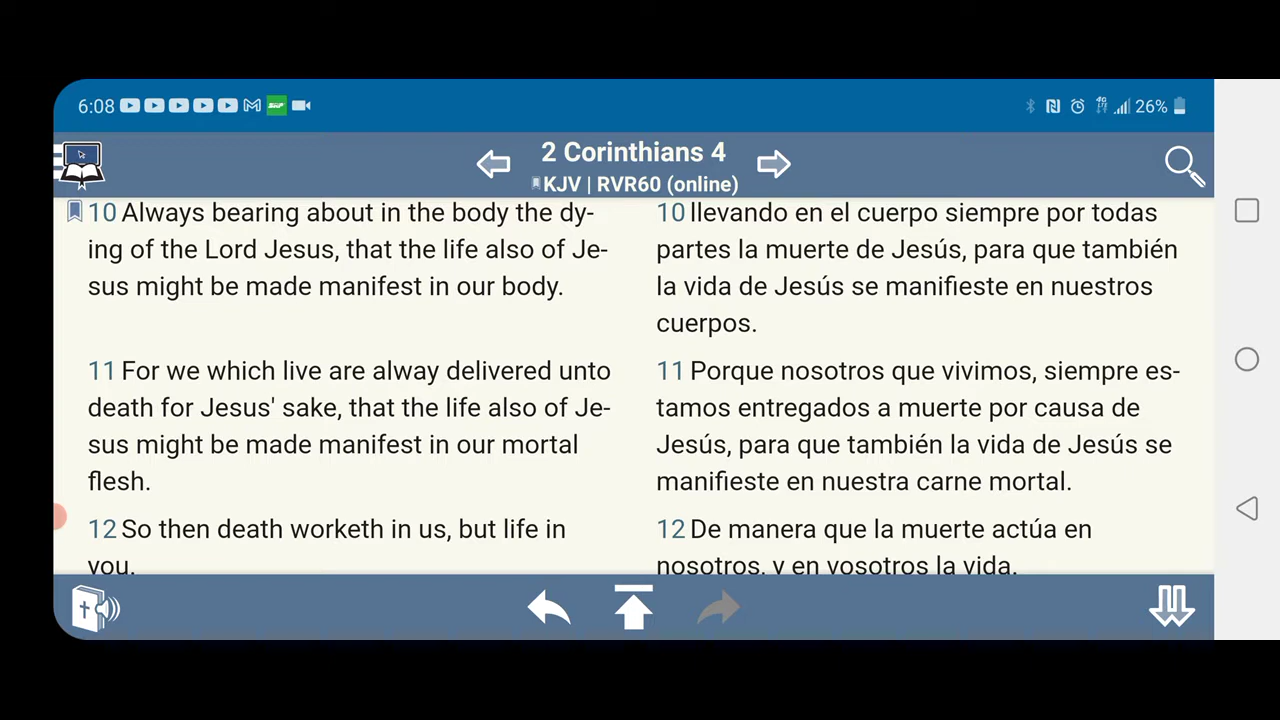 6:08
26%
2 Corinthians 4
KJV | RVR60 (online)
10 Always bearing about in the body the dy-
ing of the Lord Jesus, that the life also of Je-
sus might be made manifest in our body.
11 For we which live are alway delivered unto
death for Jesus' sake, that the life also of Je-
sus might be made manifest in our mortal
flesh.
12 So then death worketh in us, but life in
you.
10 llevando en el cuerpo siempre por todas
partes la muerte de Jesús, para que también
la vida de Jesús se manifieste en nuestros
cuerpos.
11 Porque nosotros que vivimos, siempre es-
tamos entregados a muerte por causa de
Jesús, para que también la vida de Jesús se
manifieste en nuestra carne mortal.
12 De manera que la muerte actúa en
nosotros, y en vosotros la vida.